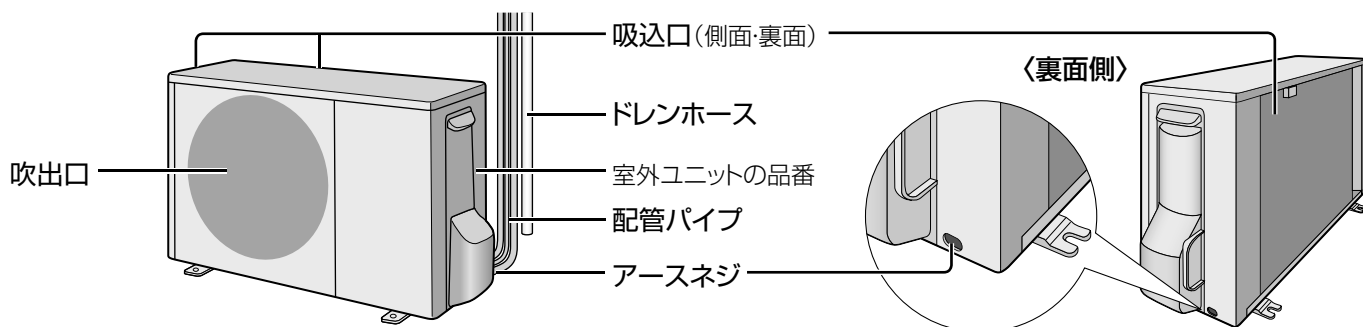 吸込口(側面・裏面)
〈裏面側〉
ドレンホース
吹出口
室外ユニットの品番
配管パイプ
アースネジ